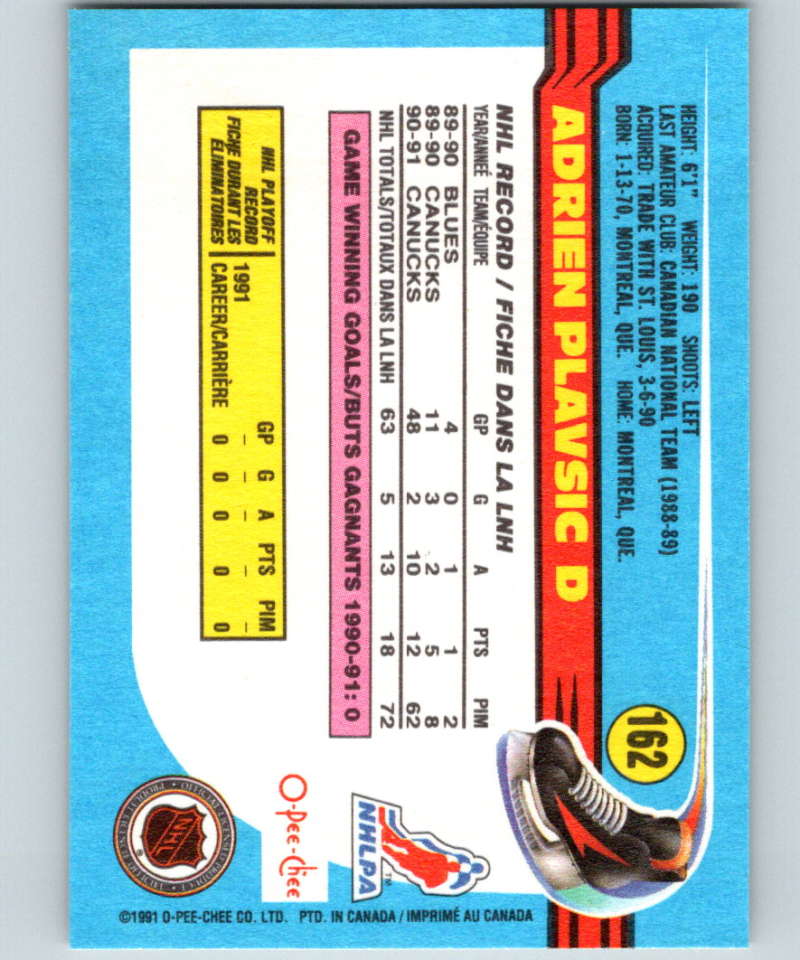 HEIGHT: 6'1" WEIGHT: 190 SHOOTS: LEFT
LAST AMATEUR CLUB: CANADIAN NATIONAL TEAM (1988-89)
ACQUIRED: TRADE WITH ST. LOUIS, 3-6-90
BORN: 1-13-70, MONTREAL, QUE. HOME: MONTREAL, QUE.
162
ADRIEN PLAVSIC D
NHL RECORD / FICHE DANS LA LNH
YEAR/ANNÉE TEAM/ÉQUIPE GP G A PTS PIM
89-90 BLUES 4 0 1 1 2
89-90 CANUCKS 11 3 2 5 8
90-91 CANUCKS 48 2 10 12 62
NHL TOTALS/TOTAUX DANS LA LNH 63 5 13 18 72
GAME WINNING GOALS/BUTS GAGNANTS 1990-91: 0
NHL PLAYOFF
RECORD
FICHE DURANT LES
ÉLIMINATOIRES
GP G A PTS PIM
1991 – – – – –
CAREER/CARRIÈRE 0 0 0 0 0
NHLPA
TM
O-Pee-Chee
NHL
®
©1991 O-PEE-CHEE CO. LTD. PTD. IN CANADA / IMPRIMÉ AU CANADA